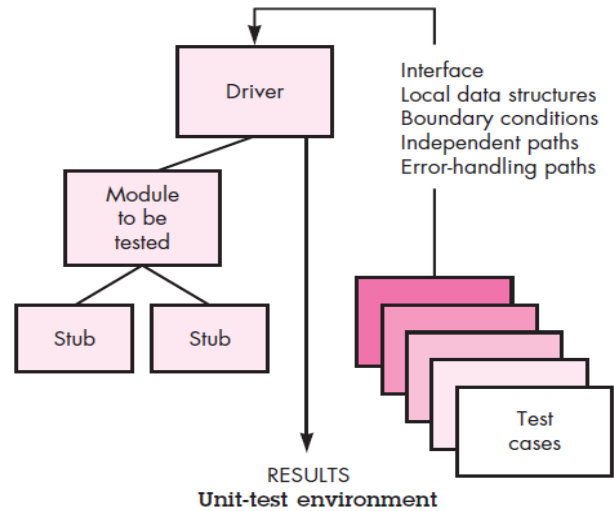 Driver
Interface
Local data structures
Boundary conditions
Independent paths
Error-handling paths
Module
to be
tested
Stub
Stub
Test
cases
RESULTS
Unit-test environment